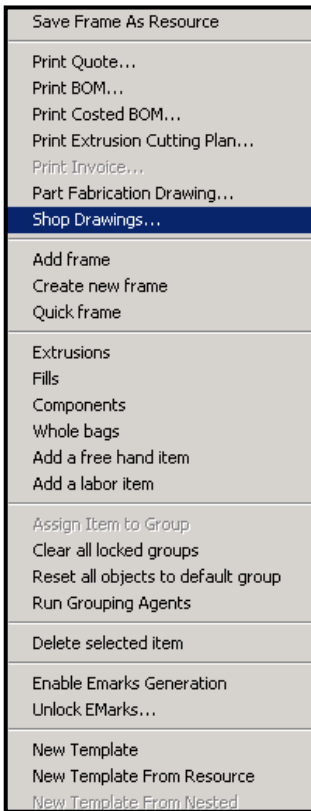 Save Frame As Resource
Print Quote...
Print BOM...
Print Costed BOM...
Print Extrusion Cutting Plan...
Print Invoice...
Part Fabrication Drawing...
Shop Drawings...
Add frame
Create new frame
Quick frame
Extrusions
Fills
Components
Whole bags
Add a free hand item
Add a labor item
Assign Item to Group
Clear all locked groups
Reset all objects to default group
Run Grouping Agents
Delete selected item
Enable Emarks Generation
Unlock EMarks...
New Template
New Template From Resource
New Template From Nested